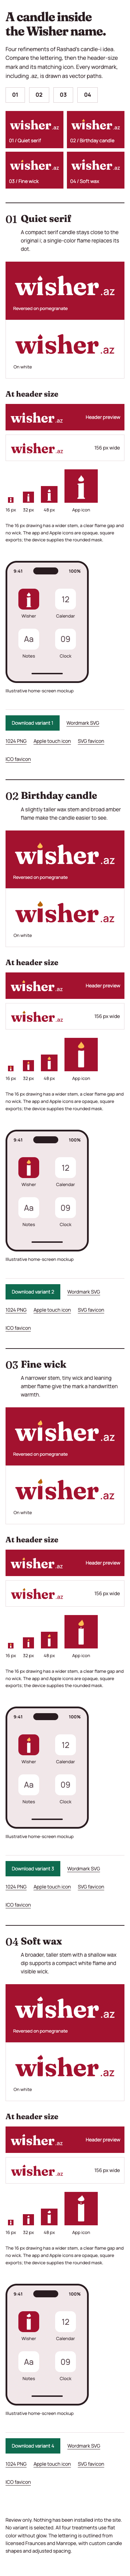 A candle inside
the Wisher name.
Four refinements of Rashad's candle-i idea.
Compare the lettering, then the header-size
mark and its matching icon. Every wordmark,
including .az, is drawn as vector paths.
01 02 03 04
wisher.az wisher.az
01 / Quiet serif 02 / Birthday candle
wisher.az wisher.az
03 / Fine wick 04 / Soft wax
01 Quiet serif
A compact serif candle stays close to the
original i; a single-color flame replaces its
dot.
wisher.az
Reversed on pomegranate
wisher.az
On white
At header size
wisher.az Header preview
wisher.az 156 px wide
16 px 32 px 48 px App icon
The 16 px drawing has a wider stem, a clear flame gap and
no wick. The app and Apple icons are opaque, square
exports; the device supplies the rounded mask.
9:41 100%
12
Wisher Calendar
Aa 09
Notes Clock
Illustrative home-screen mockup
Download variant 1 Wordmark SVG
1024 PNG Apple touch icon SVG favicon
ICO favicon
02 Birthday candle
A slightly taller wax stem and broad amber
flame make the candle easier to see.
wisher.az
Reversed on pomegranate
wisher.az
On white
At header size
wisher.az Header preview
wisher.az 156 px wide
16 px 32 px 48 px App icon
The 16 px drawing has a wider stem, a clear flame gap and
no wick. The app and Apple icons are opaque, square
exports; the device supplies the rounded mask.
9:41 100%
12
Wisher Calendar
Aa 09
Notes Clock
Illustrative home-screen mockup
Download variant 2 Wordmark SVG
1024 PNG Apple touch icon SVG favicon
ICO favicon
03 Fine wick
A narrower stem, tiny wick and leaning
amber flame give the mark a handwritten
warmth.
wisher.az
Reversed on pomegranate
wisher.az
On white
At header size
wisher.az Header preview
wisher.az 156 px wide
16 px 32 px 48 px App icon
The 16 px drawing has a wider stem, a clear flame gap and
no wick. The app and Apple icons are opaque, square
exports; the device supplies the rounded mask.
9:41 100%
12
Wisher Calendar
Aa 09
Notes Clock
Illustrative home-screen mockup
Download variant 3 Wordmark SVG
1024 PNG Apple touch icon SVG favicon
ICO favicon
04 Soft wax
A broader, taller stem with a shallow wax
dip supports a compact white flame and
visible wick.
wisher.az
Reversed on pomegranate
wisher.az
On white
At header size
wisher.az Header preview
wisher.az 156 px wide
16 px 32 px 48 px App icon
The 16 px drawing has a wider stem, a clear flame gap and
no wick. The app and Apple icons are opaque, square
exports; the device supplies the rounded mask.
9:41 100%
12
Wisher Calendar
Aa 09
Notes Clock
Illustrative home-screen mockup
Download variant 4 Wordmark SVG
1024 PNG Apple touch icon SVG favicon
ICO favicon
Review only. Nothing has been installed into the site.
No variant is selected. All four treatments use flat
color without glow. The lettering is outlined from
licensed Fraunces and Manrope, with custom candle
shapes and adjusted spacing.